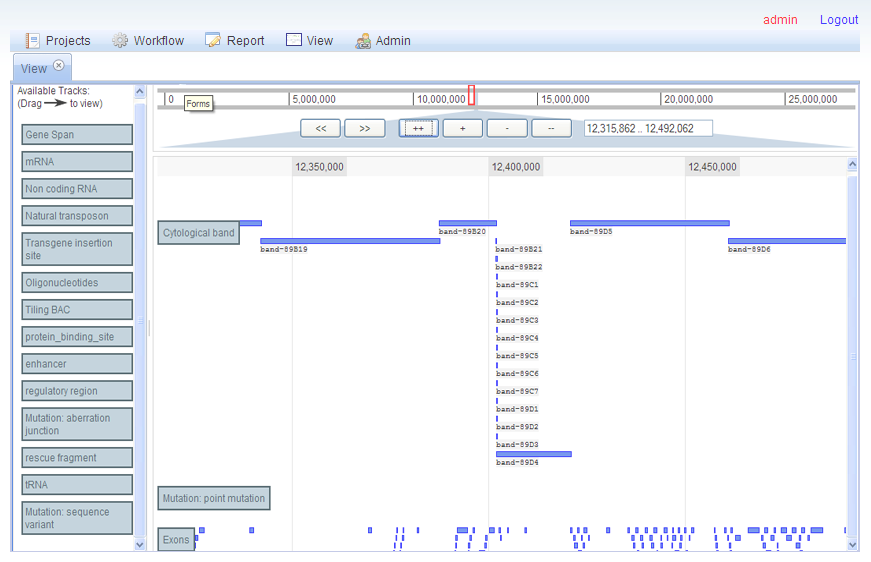 admin Logout
Projects Workflow Report View Admin
View
Available Tracks:
(Drag to view)
Gene Span
mRNA
Non coding RNA
Natural transposon
Transgene insertion
site
Oligonucleotides
Tiling BAC
protein_binding_site
enhancer
regulatory region
Mutation: aberration
junction
rescue fragment
tRNA
Mutation: sequence
variant
0 5,000,000 10,000,000 15,000,000 20,000,000 25,000,000
Forms
<< >> ++ + - -- 12,315,862 .. 12,492,062
12,350,000 12,400,000 12,450,000
Cytological band
band-89B20 band-89D5
band-89B19 band-89B21 band-89D6
band-89B22
band-89C1
band-89C2
band-89C3
band-89C4
band-89C5
band-89C6
band-89C7
band-89D1
band-89D2
band-89D3
band-89D4
Mutation: point mutation
Exons